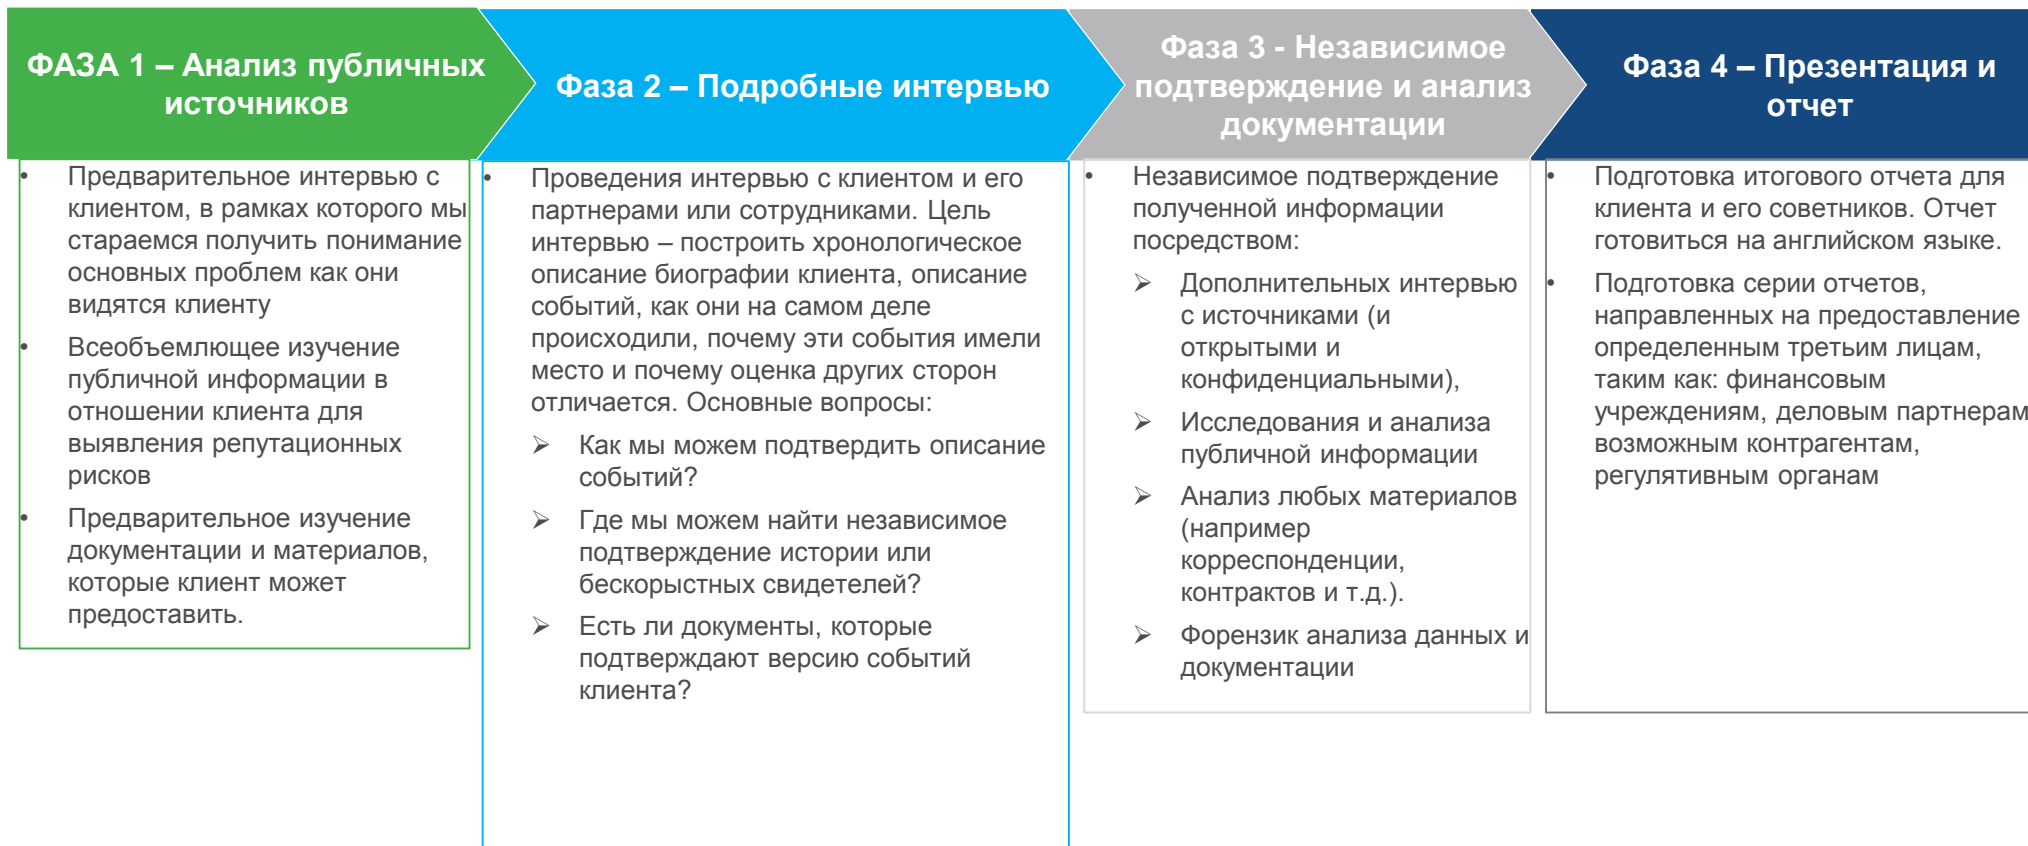 ФАЗА 1 – Анализ публичных
источников
• Предварительное интервью с
клиентом, в рамках которого мы
стараемся получить понимание
основных проблем как они
видятся клиенту
• Всеобъемлющее изучение
публичной информации в
отношении клиента для
выявления репутационных
рисков
• Предварительное изучение
документации и материалов,
которые клиент может
предоставить.
Фаза 2 – Подробные интервью
• Проведения интервью с клиентом и его
партнерами или сотрудниками. Цель
интервью – построить хронологическое
описание биографии клиента, описание
событий, как они на самом деле
происходили, почему эти события имели
место и почему оценка других сторон
отличается. Основные вопросы:
➢ Как мы можем подтвердить описание
событий?
➢ Где мы можем найти независимое
подтверждение истории или
бескорыстных свидетелей?
➢ Есть ли документы, которые
подтверждают версию событий
клиента?
Фаза 3 - Независимое
подтверждение и анализ
документации
• Независимое подтверждение
полученной информации
посредством:
➢ Дополнительных интервью
с источниками (и
открытыми и
конфиденциальными),
➢ Исследования и анализа
публичной информации
➢ Анализ любых материалов
(например
корреспонденции,
контрактов и т.д.).
➢ Форензик анализа данных и
документации
Фаза 4 – Презентация и
отчет
• Подготовка итогового отчета для
клиента и его советников. Отчет
готовиться на английском языке.
• Подготовка серии отчетов,
направленных на предоставление
определенным третьим лицам,
таким как: финансовым
учреждениям, деловым партнерам
возможным контрагентам,
регулятивным органам